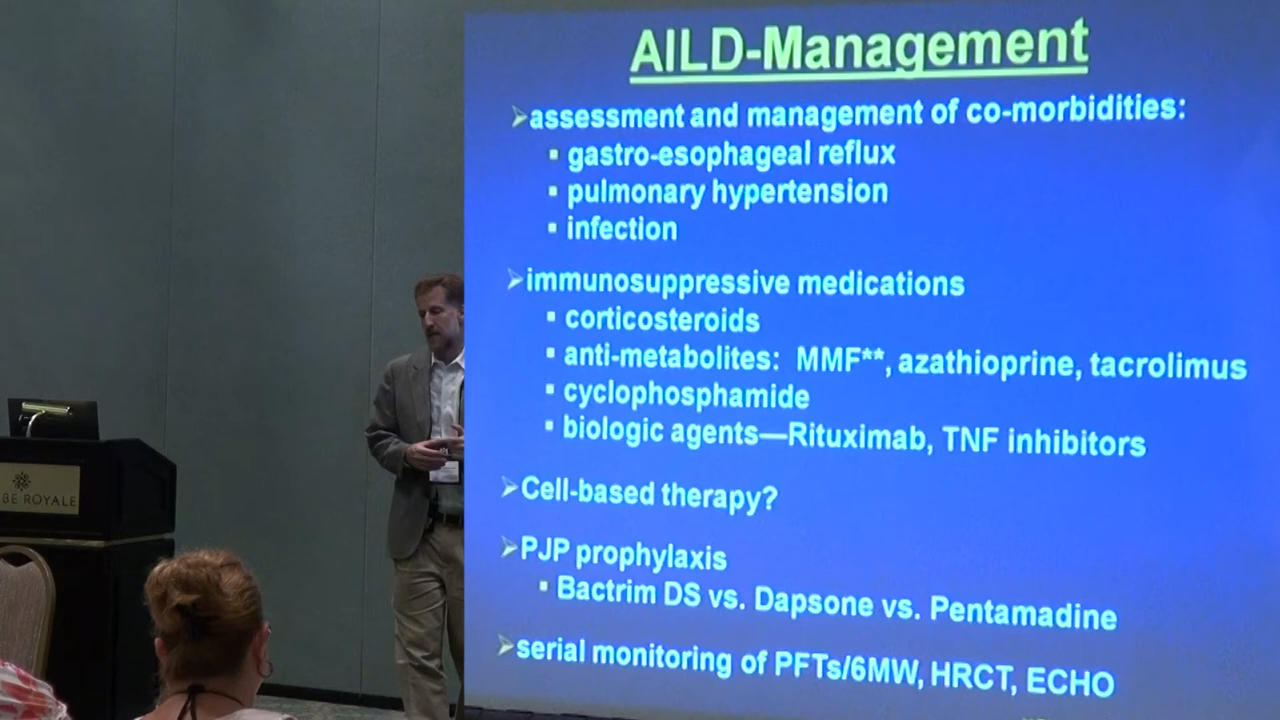 AILD-Management
➢assessment and management of co-morbidities:
▪ gastro-esophageal reflux
▪ pulmonary hypertension
▪ infection
➢immunosuppressive medications
▪ corticosteroids
▪ anti-metabolites: MMF**, azathioprine, tacrolimus
▪ cyclophosphamide
▪ biologic agents—Rituximab, TNF inhibitors
➢Cell-based therapy?
➢PJP prophylaxis
▪ Bactrim DS vs. Dapsone vs. Pentamadine
➢serial monitoring of PFTs/6MW, HRCT, ECHO
BE ROYALE